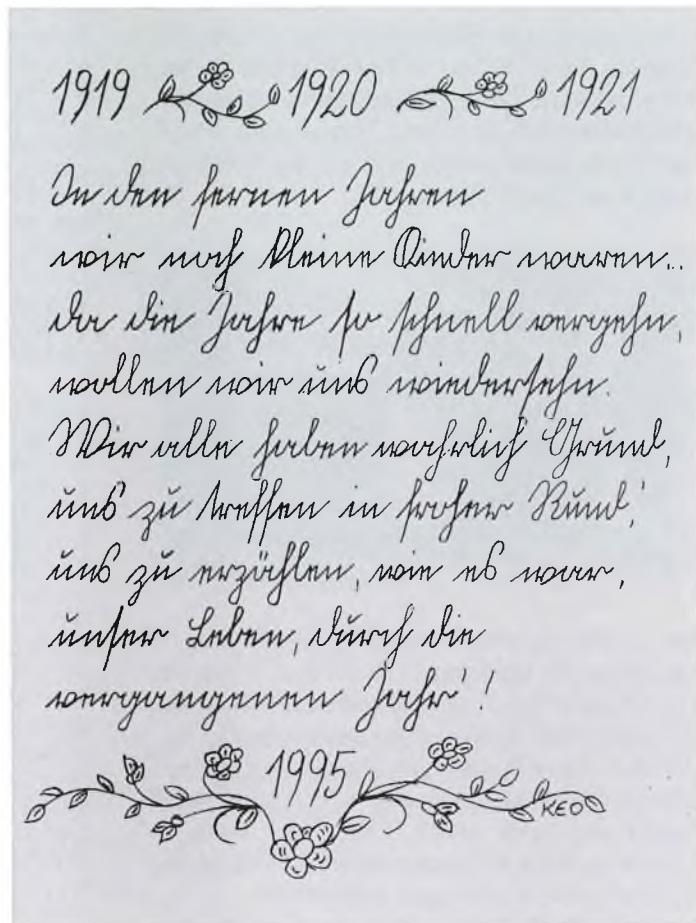 1919 1920 1921
In den fernen Jahren
wir noch kleine Kinder waren..
da die Jahre so schnell vergehn,
wollen wir uns wiedersehn.
Wir alle haben wahrlich Grund,
uns zu treffen in froher Rund,'
uns zu erzählen, wie es war,
unser Leben, durch die
vergangenen Jahr' !
1995
KEO